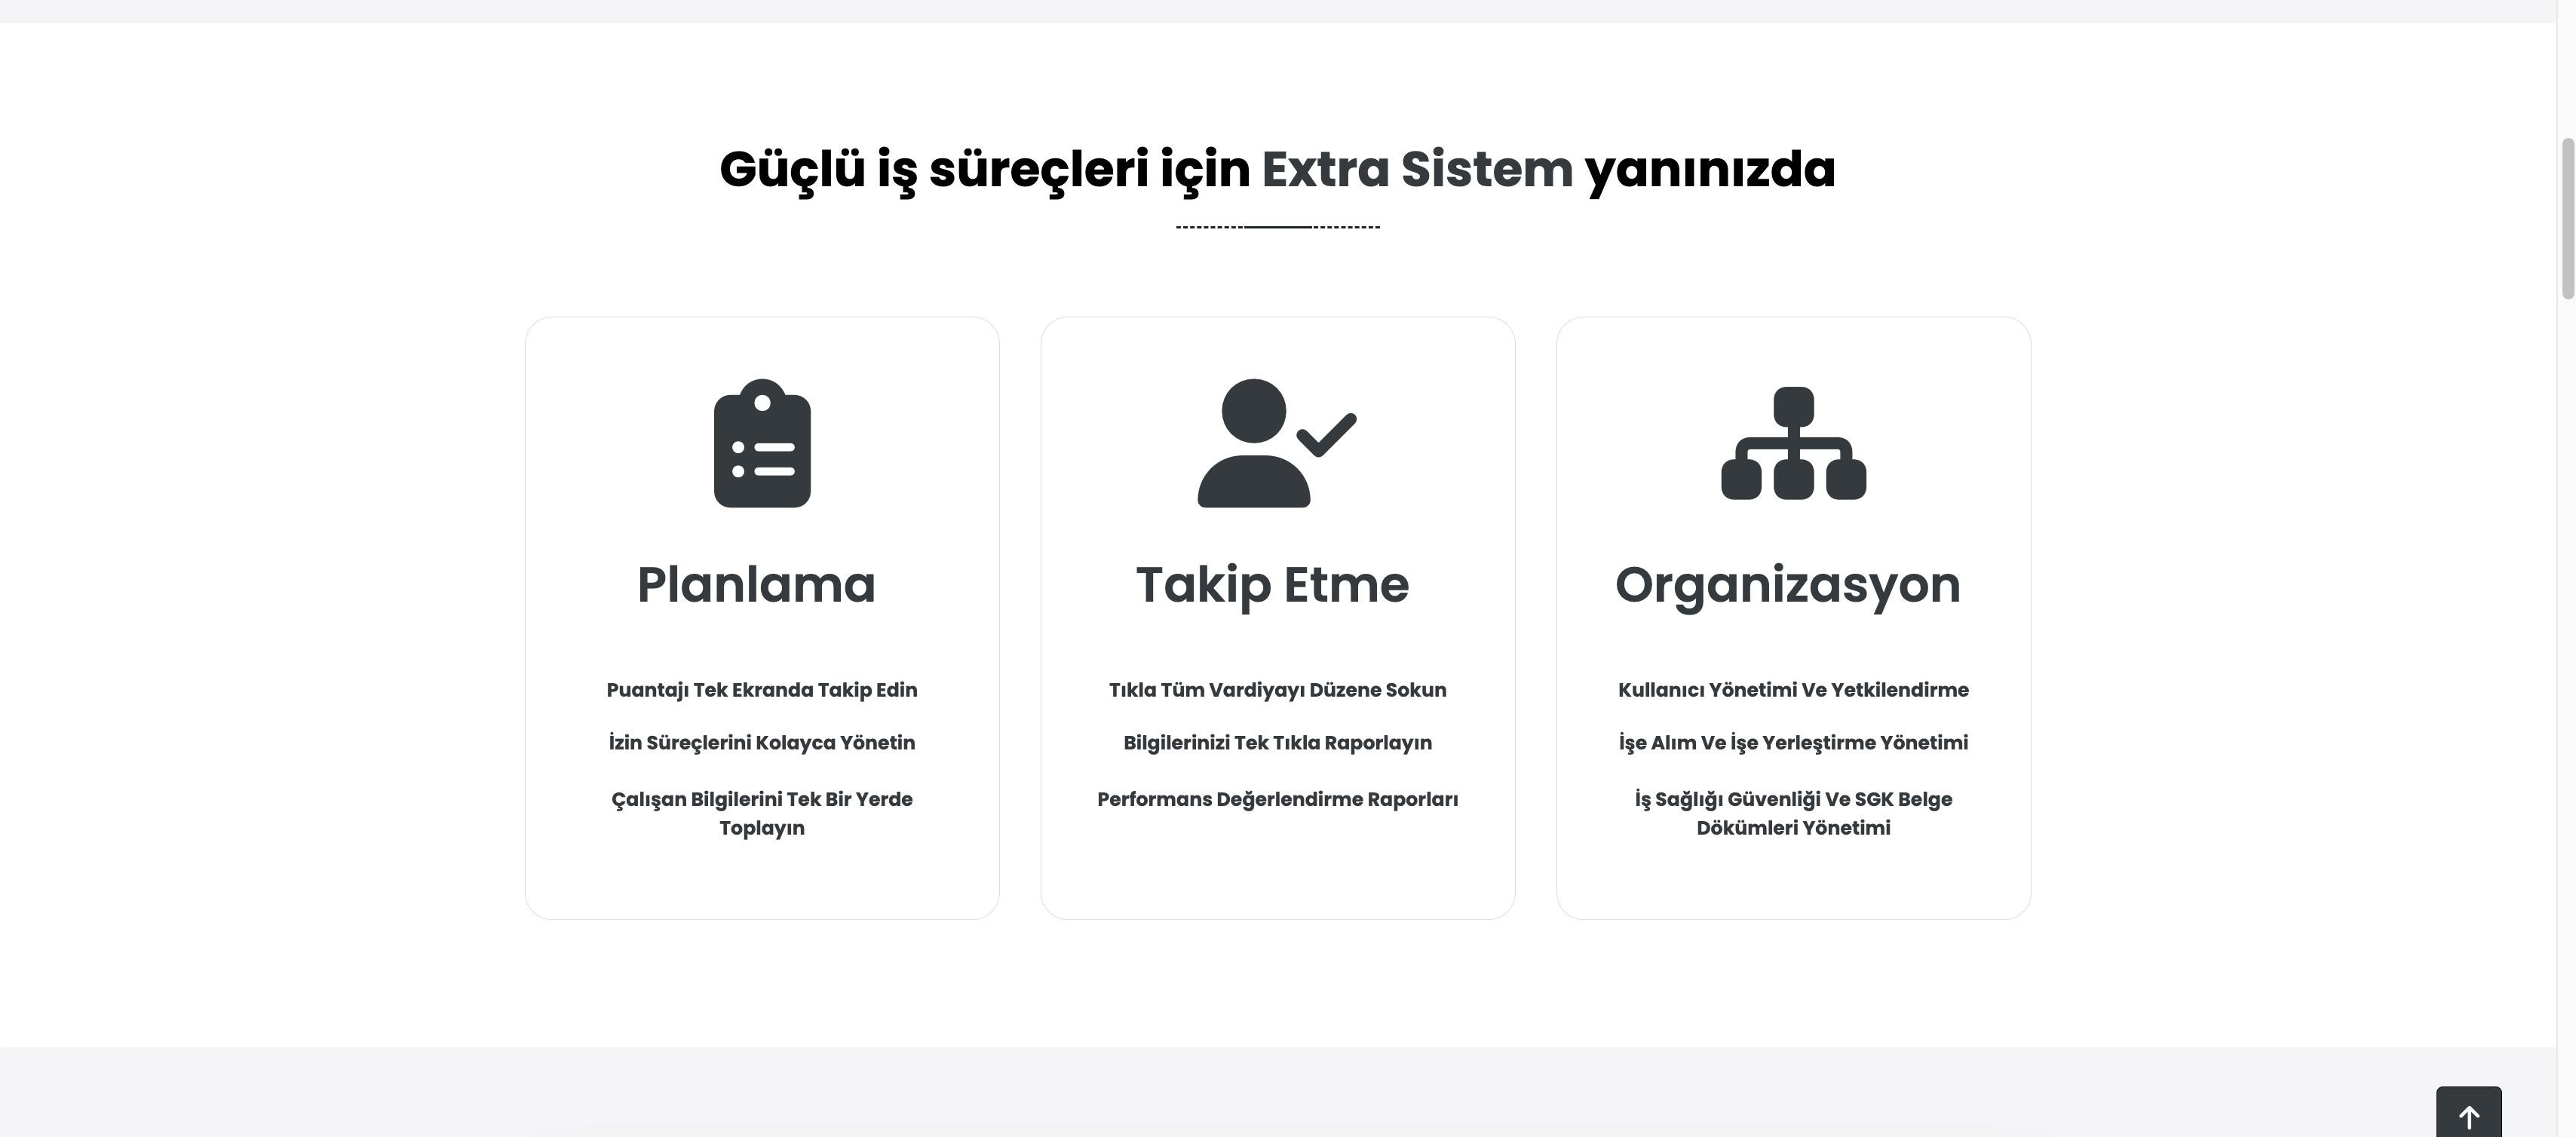 Güçlü iş süreçleri için Extra Sistem yanınızda
Planlama
Puantajı Tek Ekranda Takip Edin
İzin Süreçlerini Kolayca Yönetin
Çalışan Bilgilerini Tek Bir Yerde
Toplayın
Takip Etme
Tıkla Tüm Vardiyayı Düzene Sokun
Bilgilerinizi Tek Tıkla Raporlayın
Performans Değerlendirme Raporları
Organizasyon
Kullanıcı Yönetimi Ve Yetkilendirme
İşe Alım Ve İşe Yerleştirme Yönetimi
İş Sağlığı Güvenliği Ve SGK Belge
Dökümleri Yönetimi